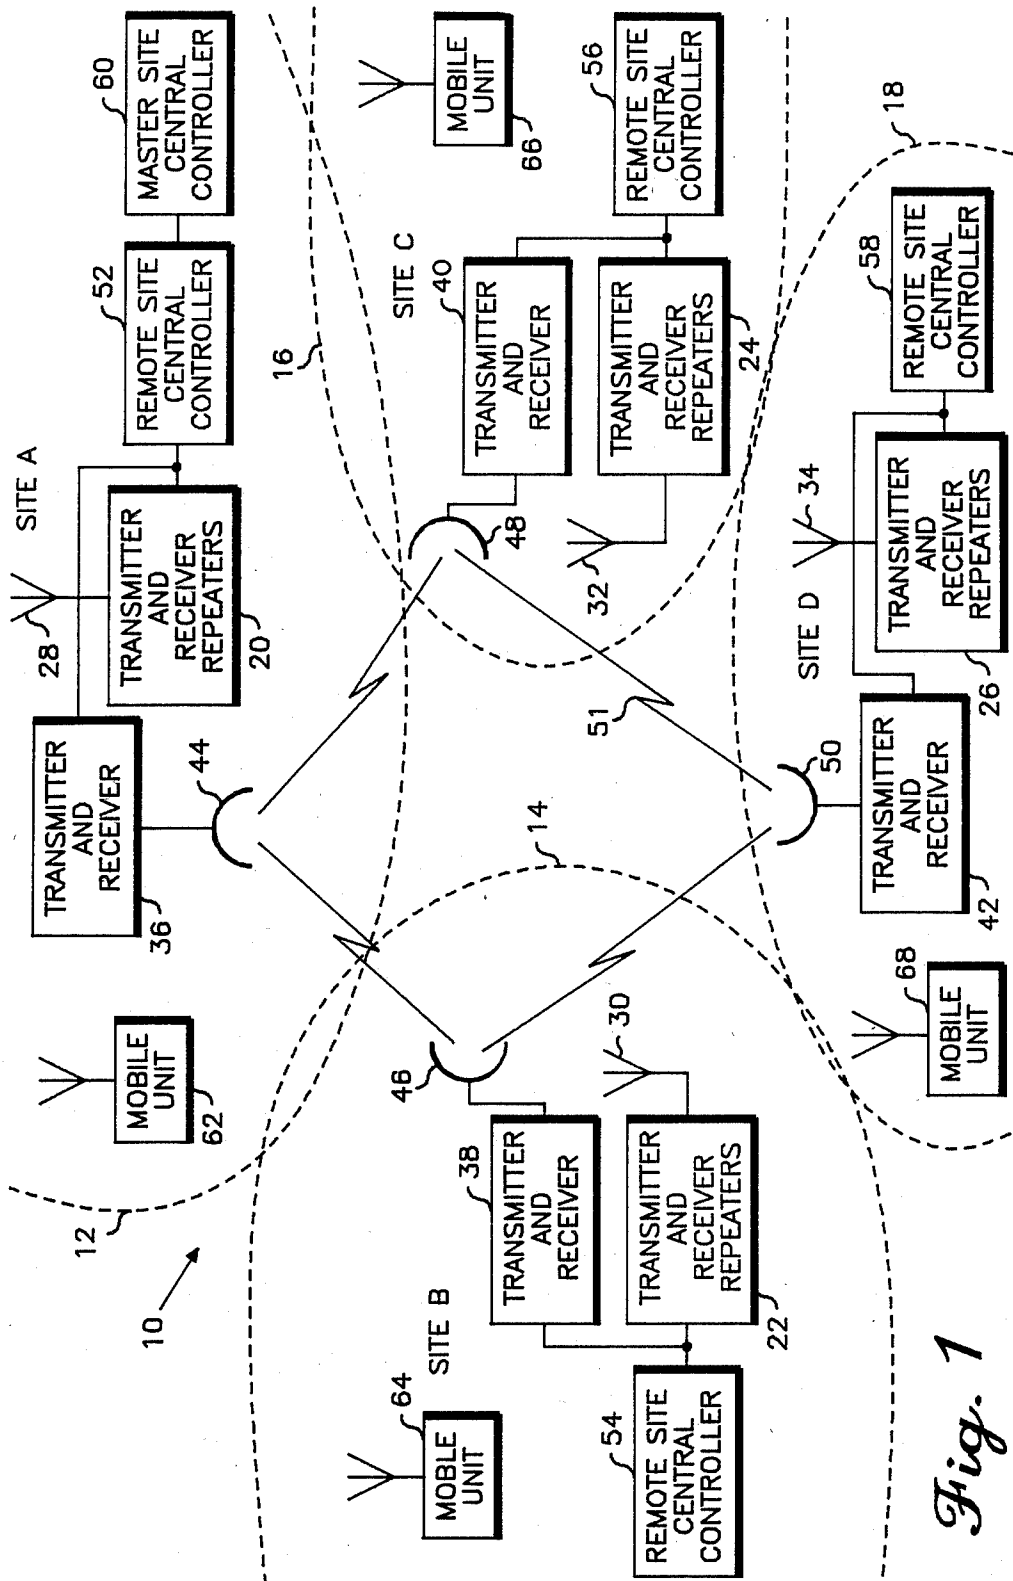 10
12
MOBILE
UNIT
62
TRANSMITTER
AND
RECEIVER
36
44
SITE A
28
TRANSMITTER
AND
RECEIVER
REPEATERS
20
REMOTE SITE
CENTRAL
CONTROLLER
52
MASTER SITE
CENTRAL
CONTROLLER
60
16
64
MOBLE
UNIT
SITE B
46
38
TRANSMITTER
AND
RECEIVER
30
TRANSMITTER
AND
RECEIVER
REPEATERS
22
54
REMOTE SITE
CENTRAL
CONTROLLER
14
51
48
SITE C
40
TRANSMITTER
AND
RECEIVER
32
TRANSMITTER
AND
RECEIVER
REPEATERS
24
MOBILE
UNIT
66
56
REMOTE SITE
CENTRAL
CONTROLLER
18
68
MOBILE
UNIT
50
TRANSMITTER
AND
RECEIVER
42
SITE D
34
TRANSMITTER
AND
RECEIVER
REPEATERS
26
58
REMOTE SITE
CENTRAL
CONTROLLER
Fig. 1